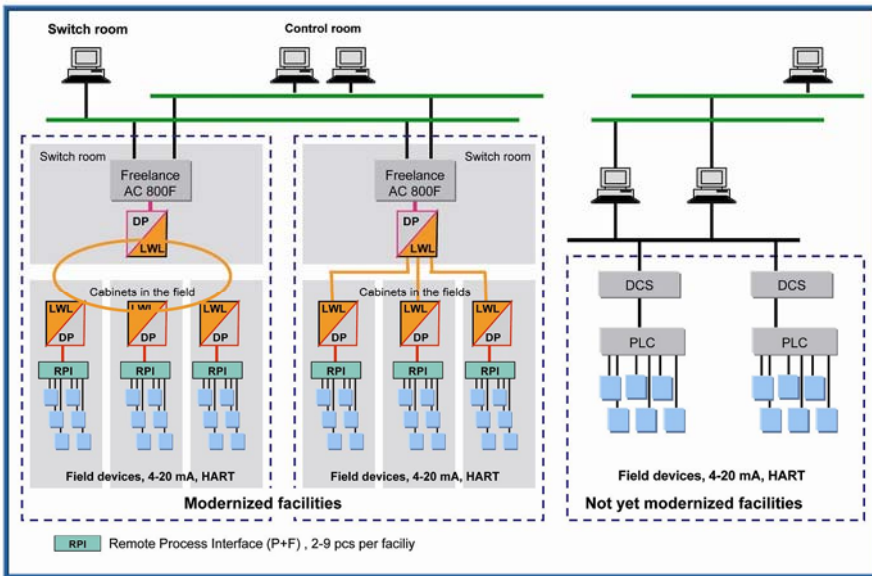 Switch room
Control room
Switch room
Freelance
AC 800F
DP
LWL
Cabinets in the field
LWL
DP
LWL
DP
LWL
DP
RPI
RPI
RPI
Field devices, 4-20 mA, HART
Switch room
Freelance
AC 800F
DP
LWL
Cabinets in the fields
LWL
DP
LWL
DP
LWL
DP
RPI
RPI
RPI
Field devices, 4-20 mA, HART
Modernized facilities
DCS
DCS
PLC
PLC
Field devices, 4-20 mA, HART
Not yet modernized facilities
RPI Remote Process Interface (P+F) , 2-9 pcs per faciliy